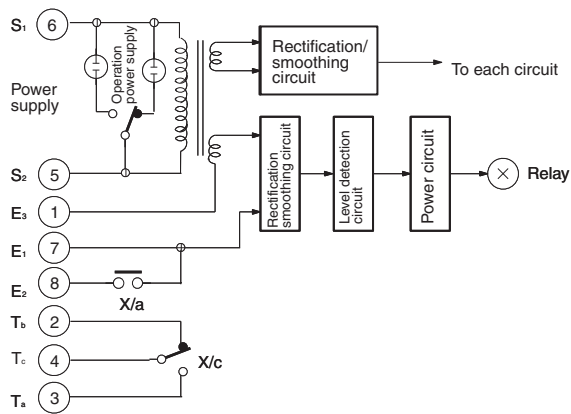 S₁ 6
Operation
power supply
Power
supply
S₂ 5
E₃ 1
E₁ 7
E₂ 8
X/a
Tb 2
Tc 4
X/c
Ta 3
Rectification/
smoothing
circuit
To each circuit
Rectification
smoothing circuit
Level detection
circuit
Power circuit
Relay